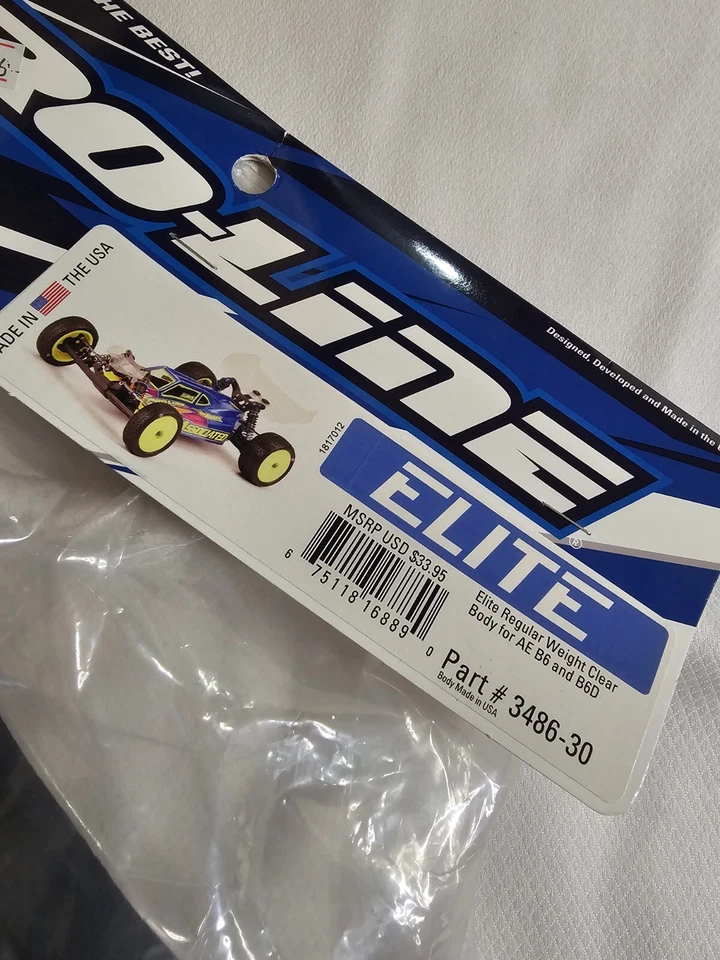 THE BEST!
RO-LINE
Designed, Developed and Made in the
MADE IN THE USA
ASSOCIATED
1817012
ELITE
®
MSRP USD $33.95
6 75118 16889 0
Elite Regular Weight Clear
Body for AE B6 and B6D
Part # 3486-30
Body Made in USA